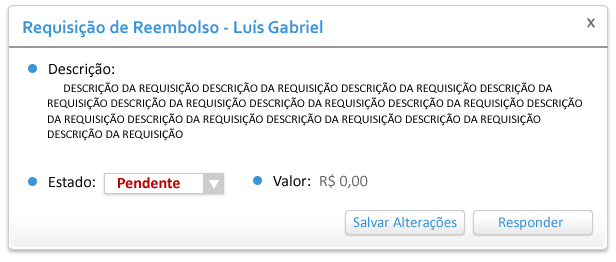 Requisição de Reembolso - Luís Gabriel x
Descrição:
DESCRIÇÃO DA REQUISIÇÃO DESCRIÇÃO DA REQUISIÇÃO DESCRIÇÃO DA REQUISIÇÃO DESCRIÇÃO DA
REQUISIÇÃO DESCRIÇÃO DA REQUISIÇÃO DESCRIÇÃO DA REQUISIÇÃO DESCRIÇÃO DA REQUISIÇÃO DESCRIÇÃO
DA REQUISIÇÃO DESCRIÇÃO DA REQUISIÇÃO DESCRIÇÃO DA REQUISIÇÃO DESCRIÇÃO DA REQUISIÇÃO
DESCRIÇÃO DA REQUISIÇÃO
Estado: Pendente Valor: R$ 0,00
Salvar Alterações Responder